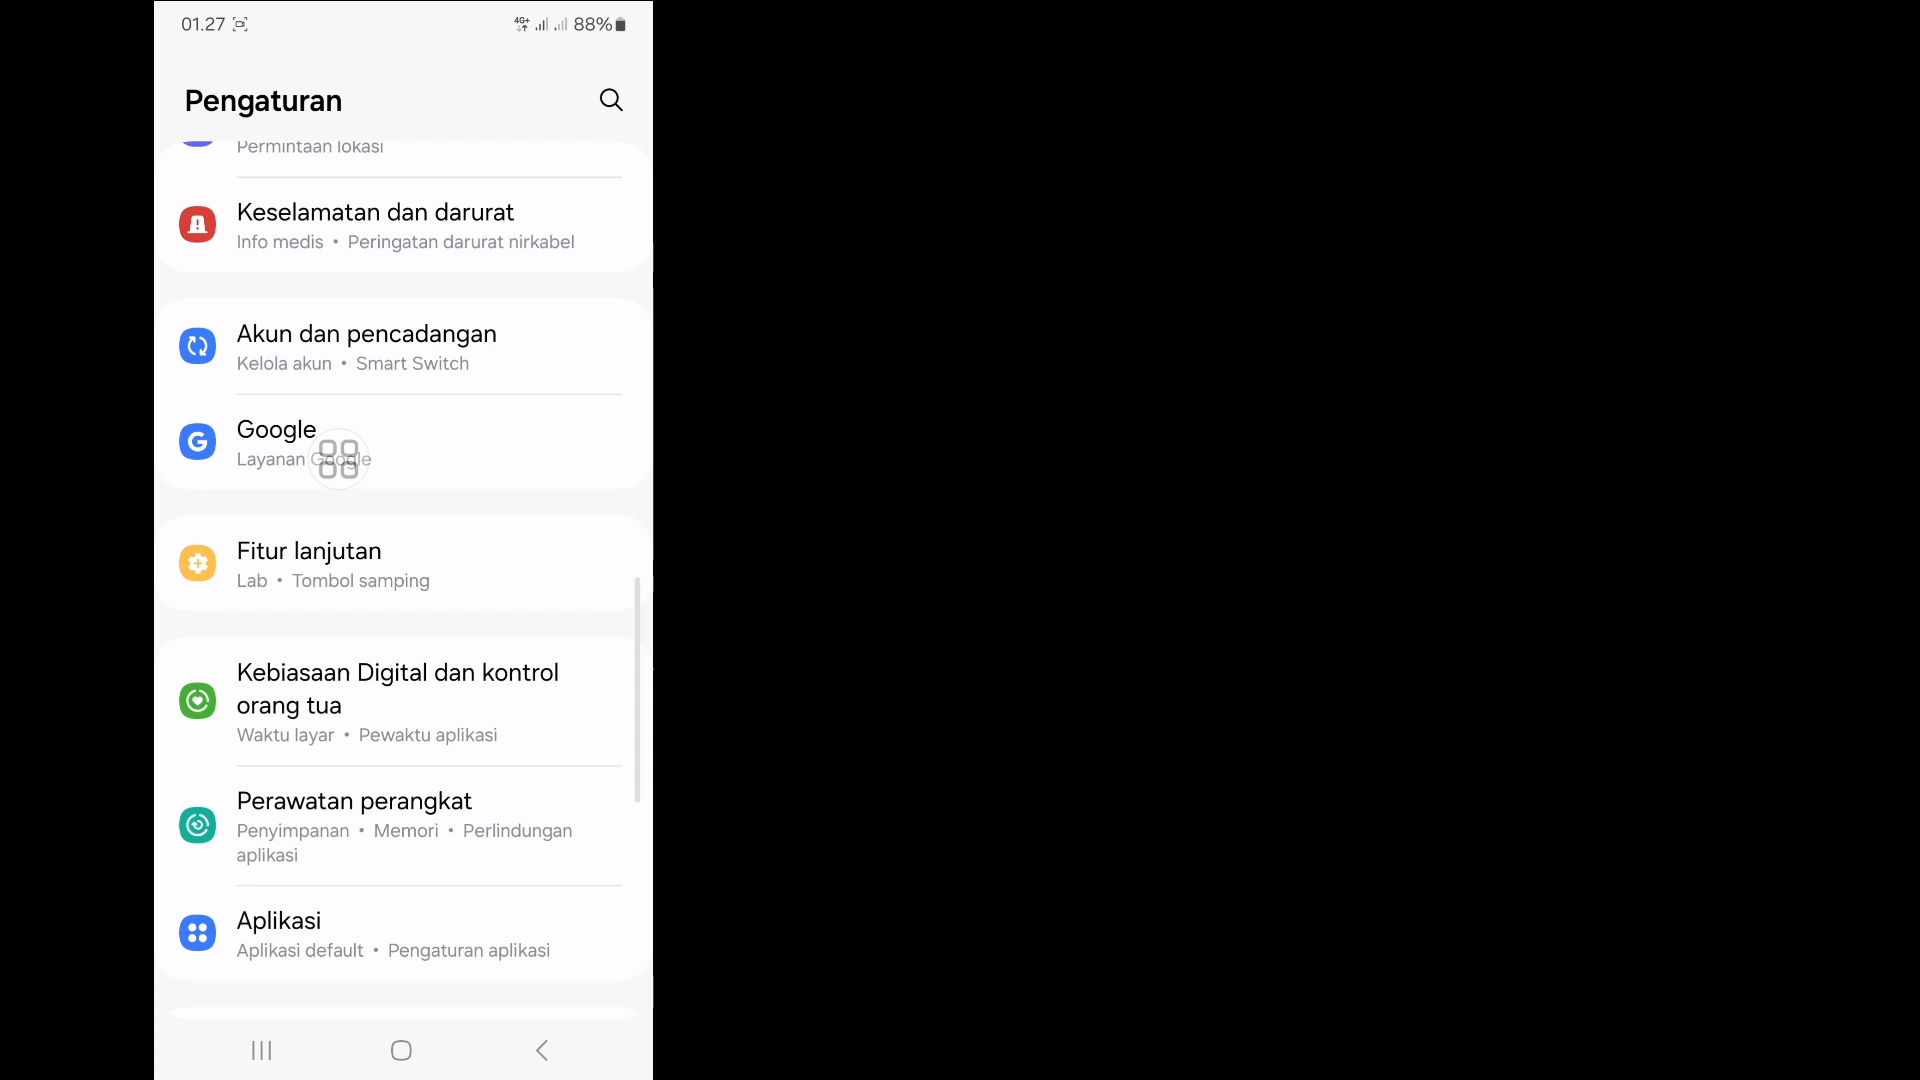 01.27 4G+ 88%
Pengaturan
Permintaan lokasi
Keselamatan dan darurat
Info medis • Peringatan darurat nirkabel
Akun dan pencadangan
Kelola akun • Smart Switch
Google
Layanan Google
Fitur lanjutan
Lab • Tombol samping
Kebiasaan Digital dan kontrol
orang tua
Waktu layar • Pewaktu aplikasi
Perawatan perangkat
Penyimpanan • Memori • Perlindungan
aplikasi
Aplikasi
Aplikasi default • Pengaturan aplikasi